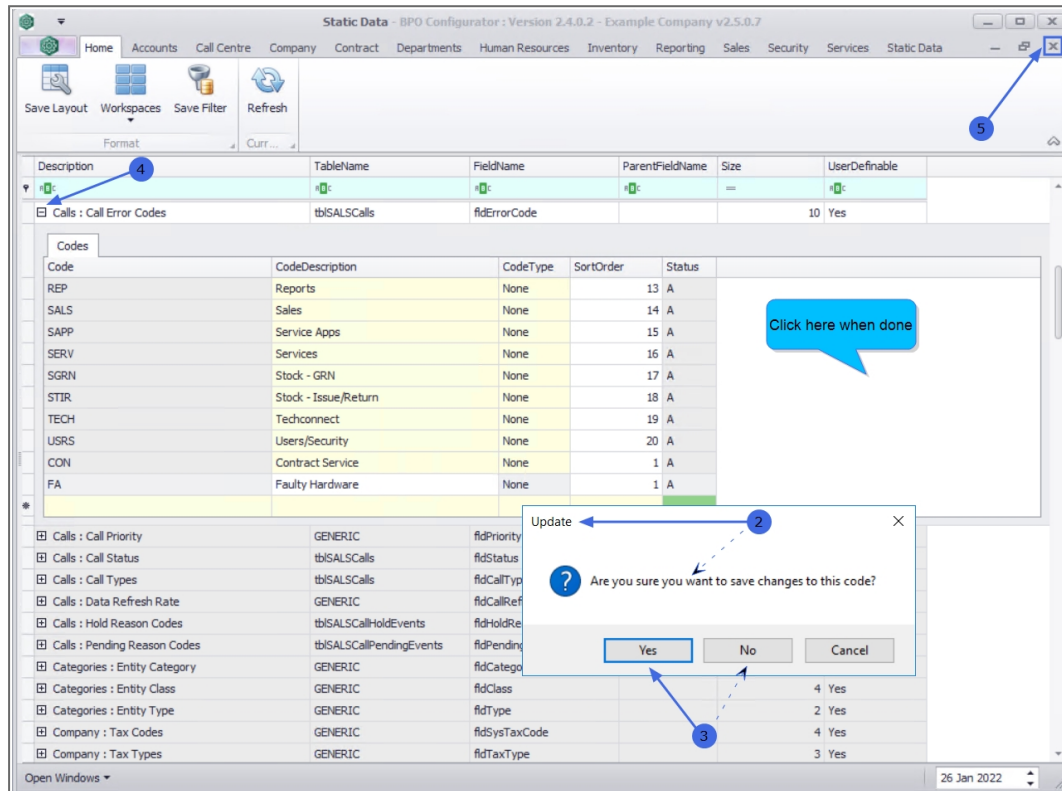 Static Data - BPO Configurator : Version 2.4.0.2 - Example Company v2.5.0.7
Home Accounts Call Centre Company Contract Departments Human Resources Inventory Reporting Sales Security Services Static Data
Save Layout Workspaces Save Filter Refresh
5
Format Curr...
Description TableName FieldName ParentFieldName Size UserDefinable
4
=
Calls : Call Error Codes tblSALSCalls fldErrorCode 10 Yes
Codes
Code CodeDescription CodeType SortOrder Status
REP Reports None 13 A
SALS Sales None 14 A
SAPP Service Apps None 15 A
SERV Services None 16 A
SGRN Stock - GRN None 17 A
STIR Stock - Issue/Return None 18 A
TECH Techconnect None 19 A
USRS Users/Security None 20 A
CON Contract Service None 1 A
FA Faulty Hardware None 1 A
Click here when done
Calls : Call Priority GENERIC fldPriority
Calls : Call Status tblSALSCalls fldStatus
Calls : Call Types tblSALSCalls fldCallTyp
Calls : Data Refresh Rate GENERIC fldCallRef
Calls : Hold Reason Codes tblSALSCallHoldEvents fldHoldRe
Calls : Pending Reason Codes tblSALSCallPendingEvents fldPending
Categories : Entity Category GENERIC fldCatego
Categories : Entity Class GENERIC fldClass 4 Yes
Categories : Entity Type GENERIC fldType 2 Yes
Company : Tax Codes GENERIC fldSysTaxCode 4 Yes
Company : Tax Types GENERIC fldTaxType 3 Yes
Update
2
Are you sure you want to save changes to this code?
Yes No Cancel
3
Open Windows 26 Jan 2022